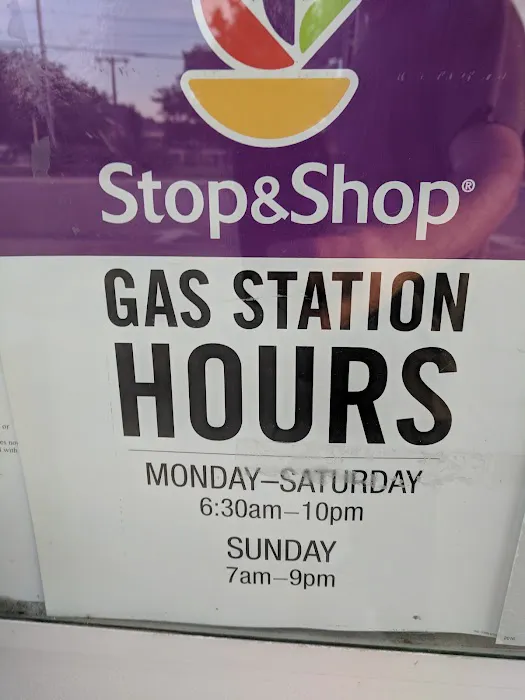 Stop&Shop®
GAS STATION
HOURS
MONDAY–SATURDAY
6:30am–10pm
SUNDAY
7am–9pm